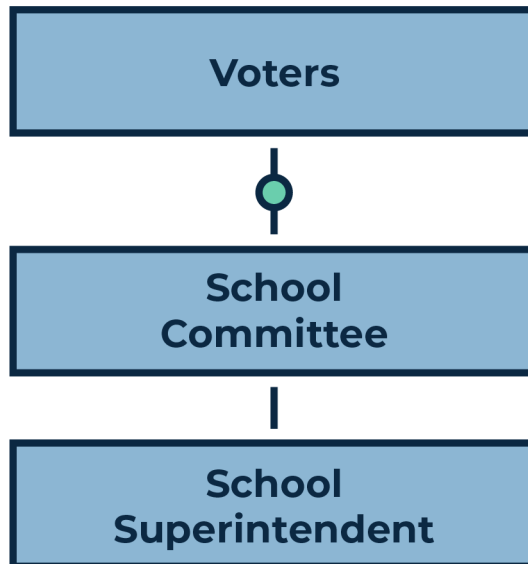 Voters
School
Committee
School
Superintendent